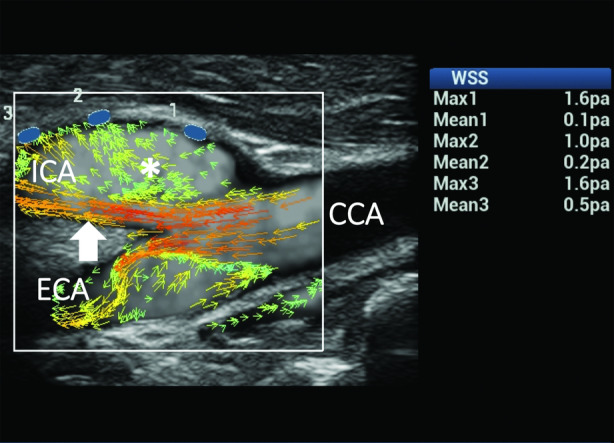 WSS
Max1 1.6pa
Mean1 0.1pa
Max2 1.0pa
Mean2 0.2pa
Max3 1.6pa
Mean3 0.5pa
3 2 1
ICA
*
CCA
ECA